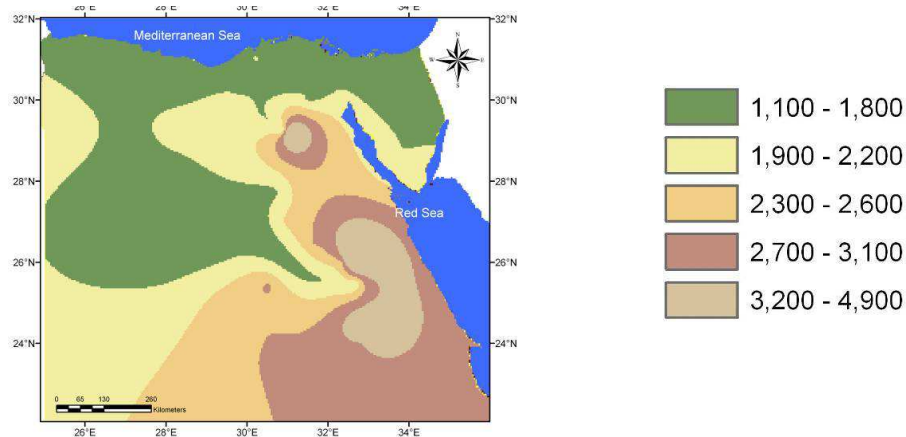 26°E 28°E 30°E 32°E 34°E
32°N 32°N
Mediterranean Sea
N
W E
S
30°N 30°N
28°N 28°N
Red Sea
26°N 26°N
24°N 24°N
0 65 130 260
Kilometers
26°E 28°E 30°E 32°E 34°E
1,100 - 1,800
1,900 - 2,200
2,300 - 2,600
2,700 - 3,100
3,200 - 4,900